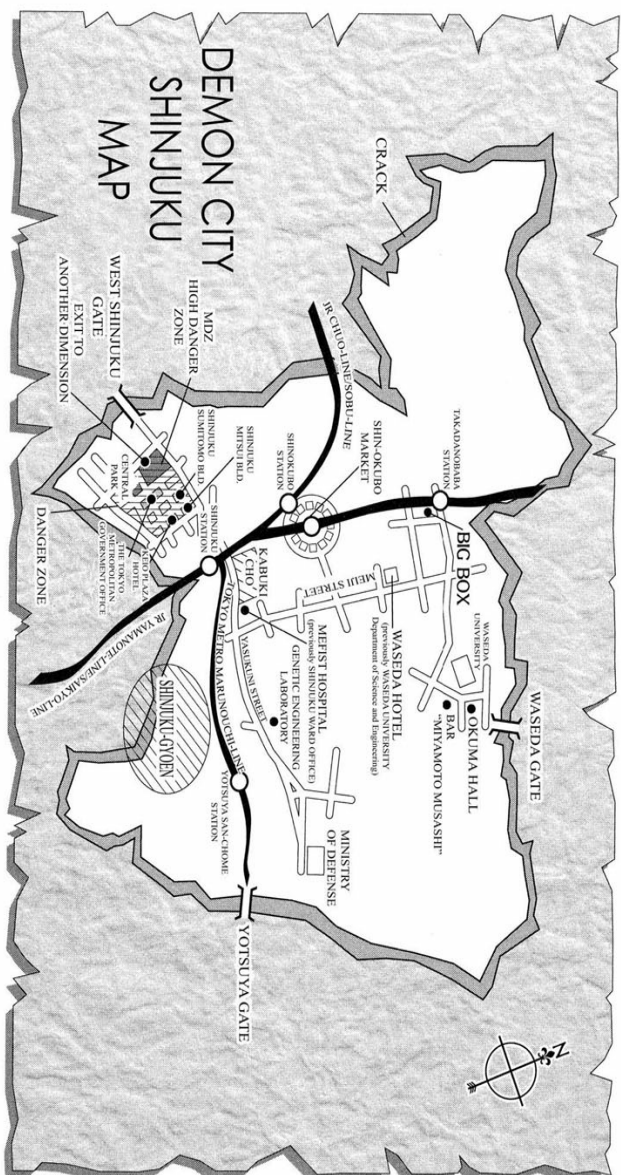 DEMON CITY
SHINJUKU
MAP
CRACK
JR CHUO-LINE/SOBU-LINE
SHIN-OKUBO
MARKET
TAKADANOBABA
STATION
BIG BOX
WASEDA
UNIVERSITY
WASEDA GATE
OKUMA HALL
BAR
"MIYAMOTO MUSASHI"
WASEDA HOTEL
(previously WASEDA UNIVERSITY
Department of Science and Engineering)
MEIJI STREET
SHINOKUBO
STATION
MDZ
HIGH DANGER
ZONE
WEST SHINJUKU
GATE
EXIT TO
ANOTHER-DIMENSION
SHINJUKU
MITSUI BLD.
SHINJUKU
SUMITOMO BLD.
SHINJUKU
STATION
KABUKI
CHO
MEFIST HOSPITAL
(previously SHINJUKU WARD OFFICE)
GENETIC ENGINEERING
LABORATORY
MINISTRY
OF DEFENSE
YASUKUNI STREET
TOKYO METRO MARUNOUCHI-LINE
YOTSUYA SAN-CHOME
STATION
YOTSUYA GATE
CENTRAL
PARK
KEIO PLAZA
HOTEL
THE TOKYO
METROPOLITAN
GOVERNMENT OFFICE
DANGER ZONE
SHINJUKU-GYOEN
JR YAMANOTE-LINE/SAIKYO-LINE
N